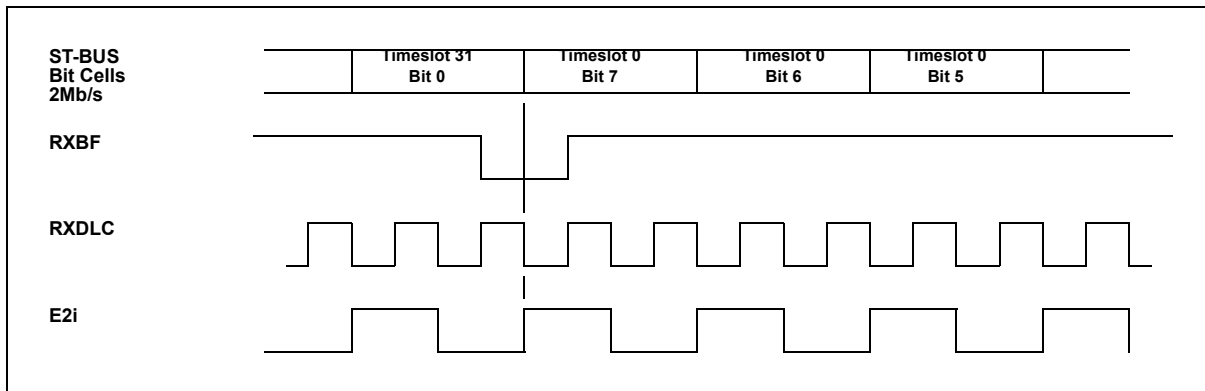 ST-BUS
Bit Cells
2Mb/s
Timeslot 31
Bit 0
Timeslot 0
Bit 7
Timeslot 0
Bit 6
Timeslot 0
Bit 5
RXBF
RXDLC
E2i